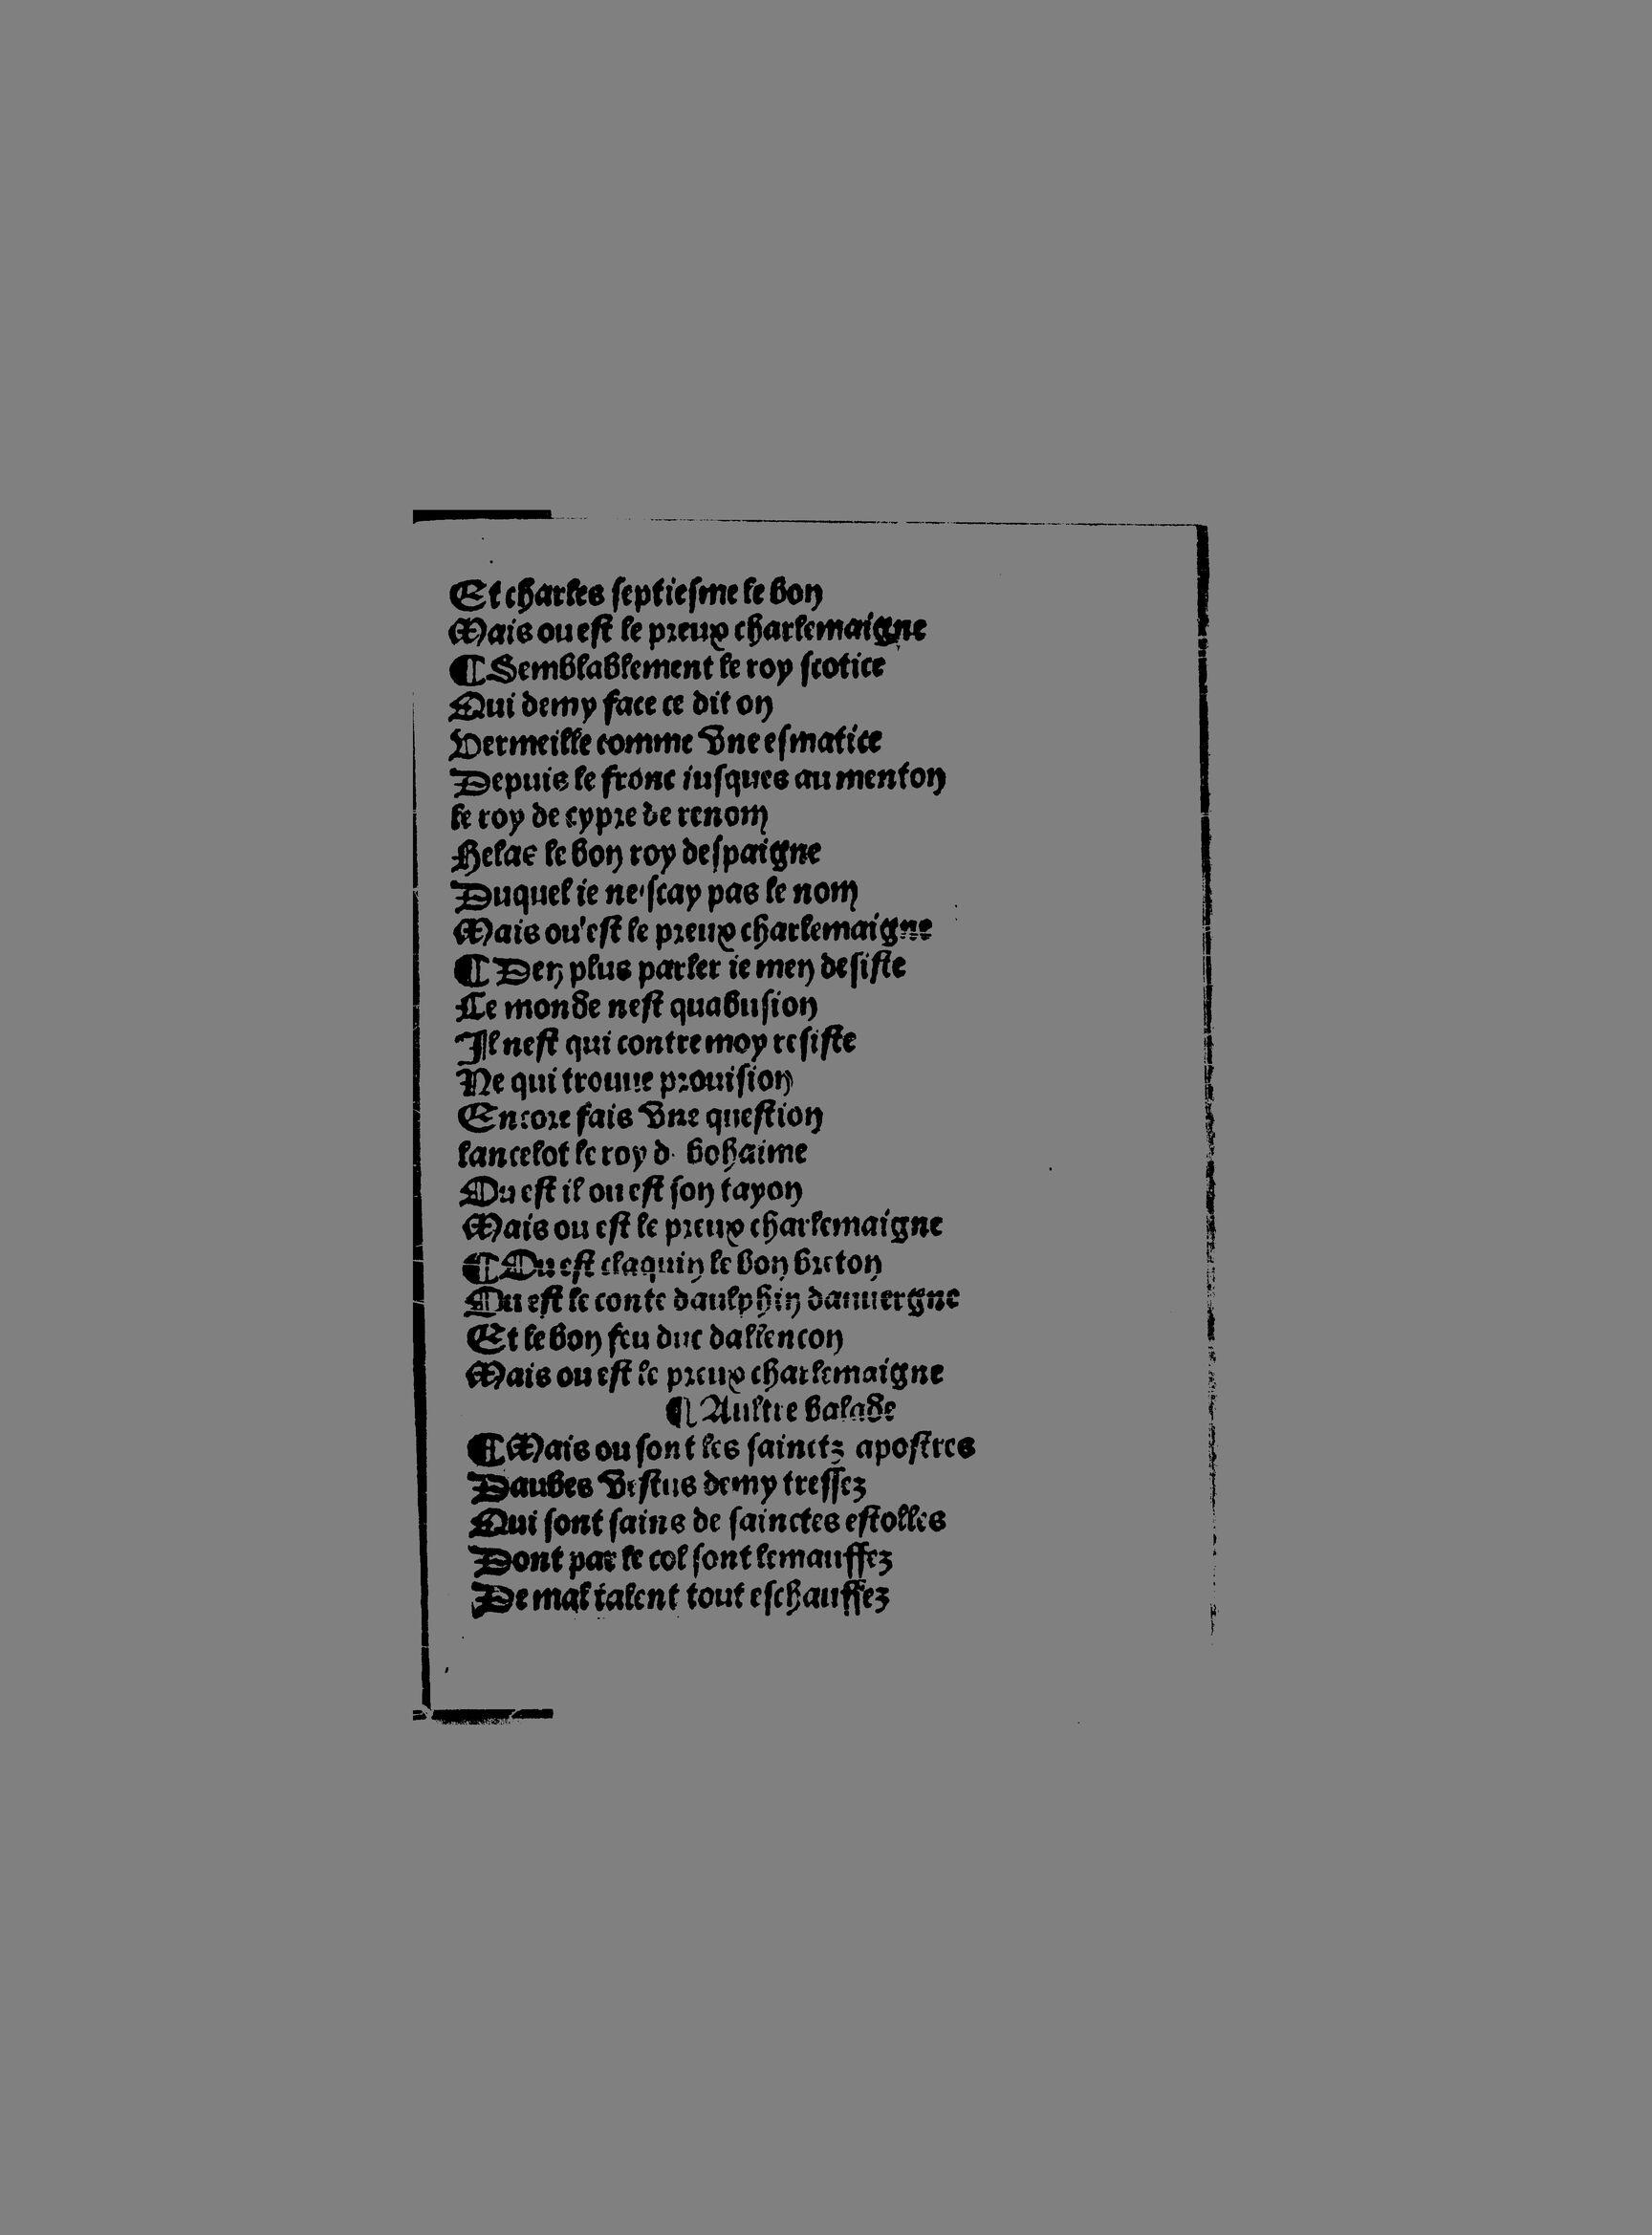 Et charles septiesme le bon
Mais ou est le preux charlemaigne
¶ Semblablement le roy scotice
Qui demy face ce dit on
Vermeille comme vne esmatice
Depuis le fronc iusques au menton
le roy de cypre de renom
Helas le bon roy despaigne
Duquel ie ne scay pas le nom
Mais ou est le preux charlemaigne
¶ Den plus parler ie men desiste
Le monde nest quabusion
Il nest qui contre moy resiste
Ne qui trouue prouision
Encore fais vne question
lancelot le roy de bohaime
Ou est il ou est son tayon
Mais ou est le preux charlemaigne
¶ Ou est claquin le bon breton
Ou est le conte daulphin dauuergne
Et le bon feu duc dallencon
Mais ou est le preux charlemaigne
¶ Aultre balade
¶ Mais ou sont les sainctz apostres
Daubes vestus demy tressez
Qui sont sains de sainctes estolles
Dont par le col sont lemauffez
De mal talent tout eschauffez